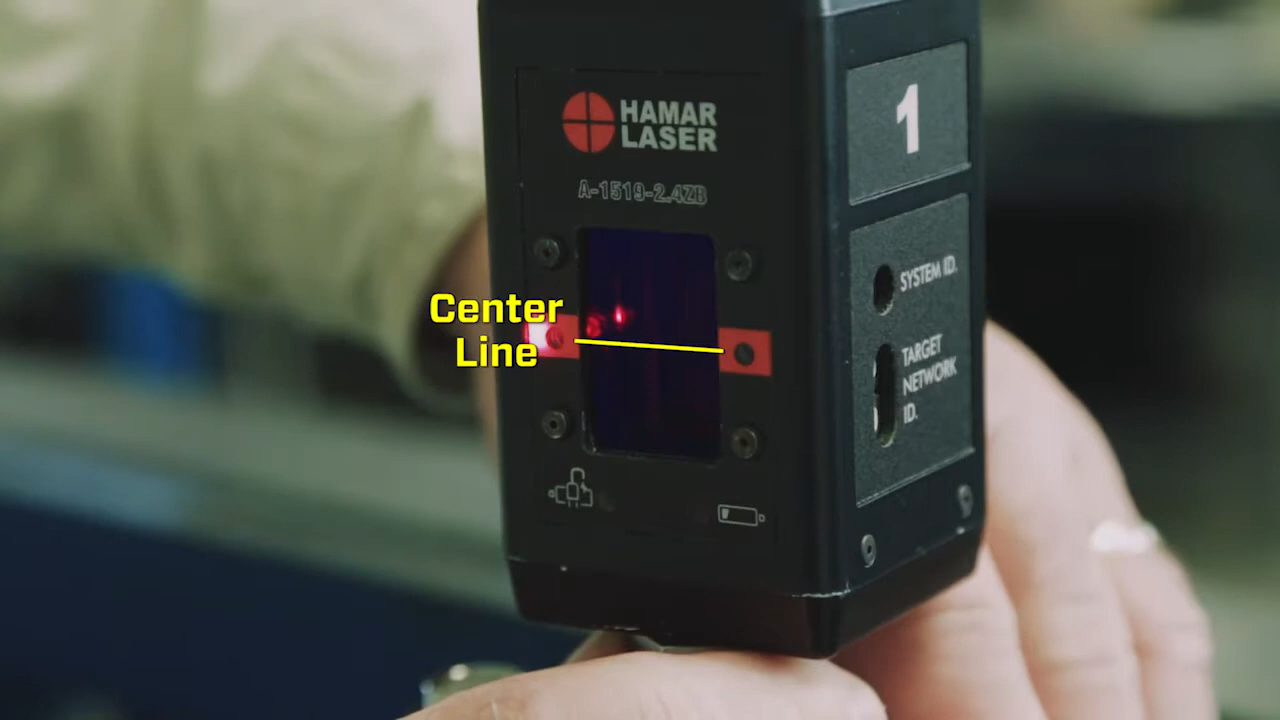 HAMAR
LASER
A-1519-2.4ZB
1
SYSTEM ID.
TARGET
NETWORK
ID.
Center
Line